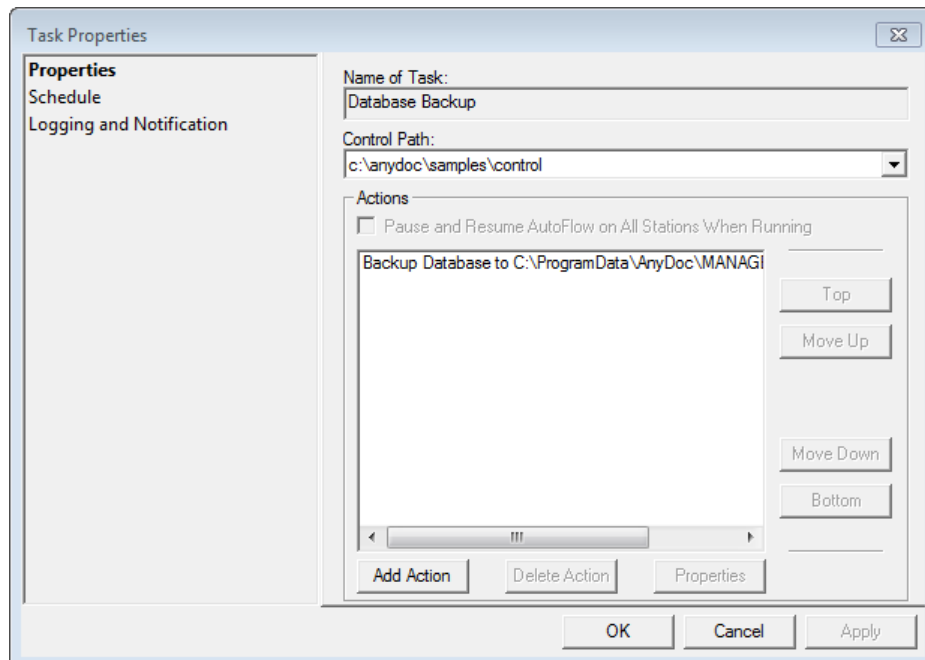 Task Properties
Properties
Schedule
Logging and Notification
Name of Task:
Database Backup
Control Path:
c:\anydoc\samples\control
Actions
Pause and Resume AutoFlow on All Stations When Running
Backup Database to C:\ProgramData\AnyDoc\MANAGI
Top
Move Up
Move Down
Bottom
Add Action
Delete Action
Properties
OK
Cancel
Apply